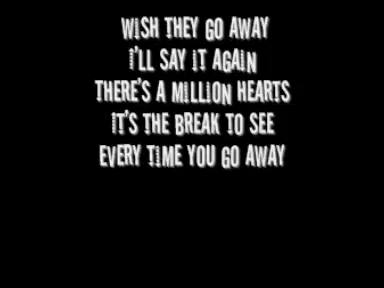 WISH THEY GO AWAY
I'LL SAY IT AGAIN
THERE'S A MILLION HEARTS
IT'S THE BREAK TO SEE
EVERY TIME YOU GO AWAY